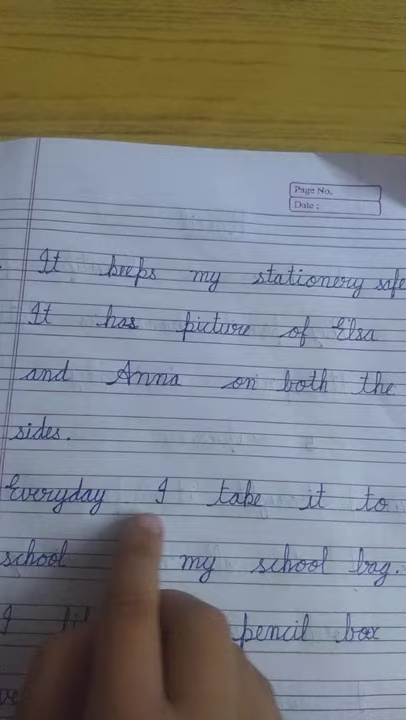 Page No.
Date :
It keeps my stationery safe
It has picture of Elsa
and Anna on both the
sides.
Everyday I take it to
school my school bag.
I pencil box